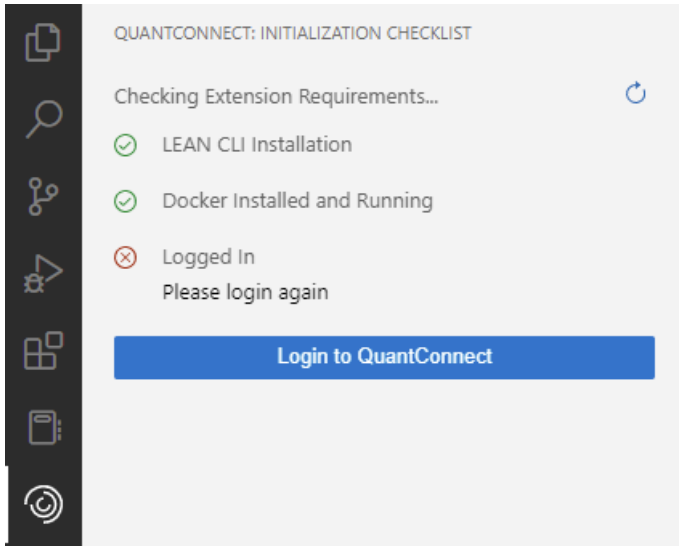 QUANTCONNECT: INITIALIZATION CHECKLIST
Checking Extension Requirements...
LEAN CLI Installation
Docker Installed and Running
Logged In
Please login again
Login to QuantConnect